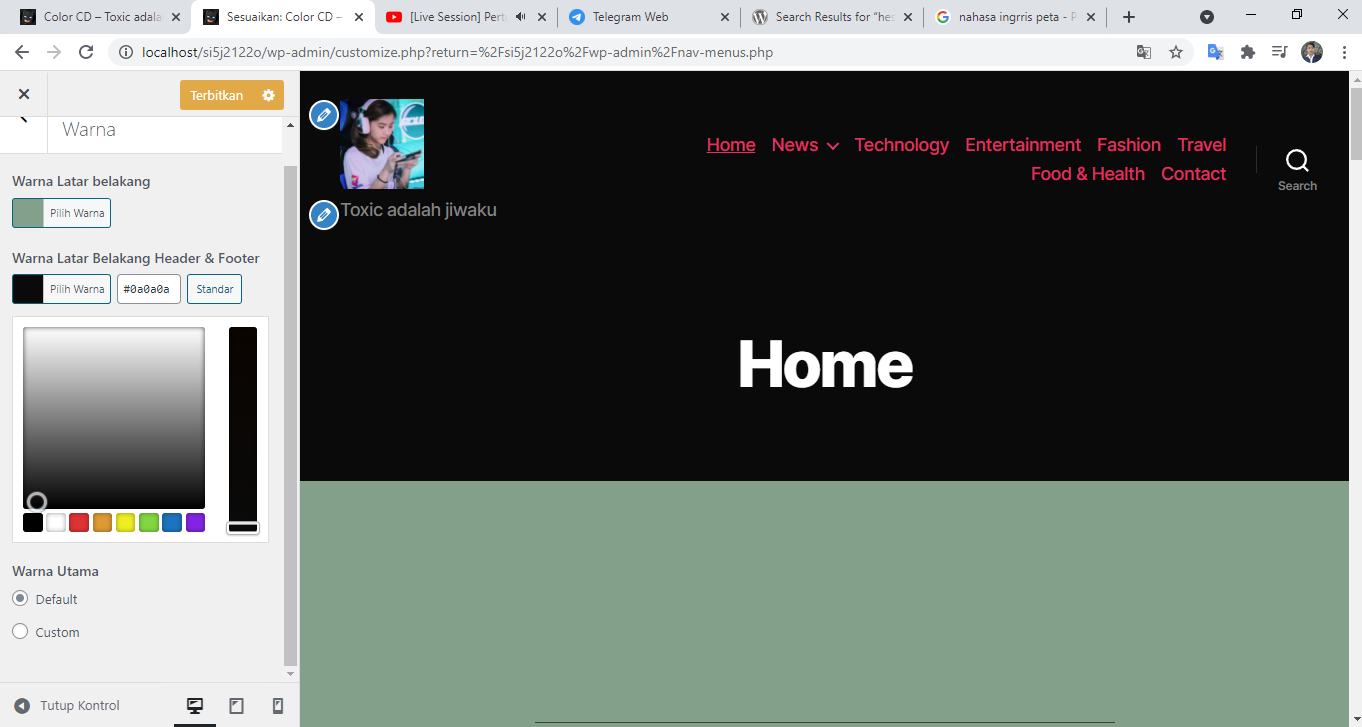 Color CD – Toxic adala
Sesuaikan: Color CD –
[Live Session] Pert
Telegram Web
Search Results for “hes
nahasa ingrris peta - P
localhost/si5j2122o/wp-admin/customize.php?return=%2Fsi5j2122o%2Fwp-admin%2Fnav-menus.php
Terbitkan
Warna
Warna Latar belakang
Pilih Warna
Warna Latar Belakang Header & Footer
Pilih Warna
#0a0a0a
Standar
Warna Utama
Default
Custom
Tutup Kontrol
Toxic adalah jiwaku
Home News Technology Entertainment Fashion Travel
Food & Health Contact
Search
Home